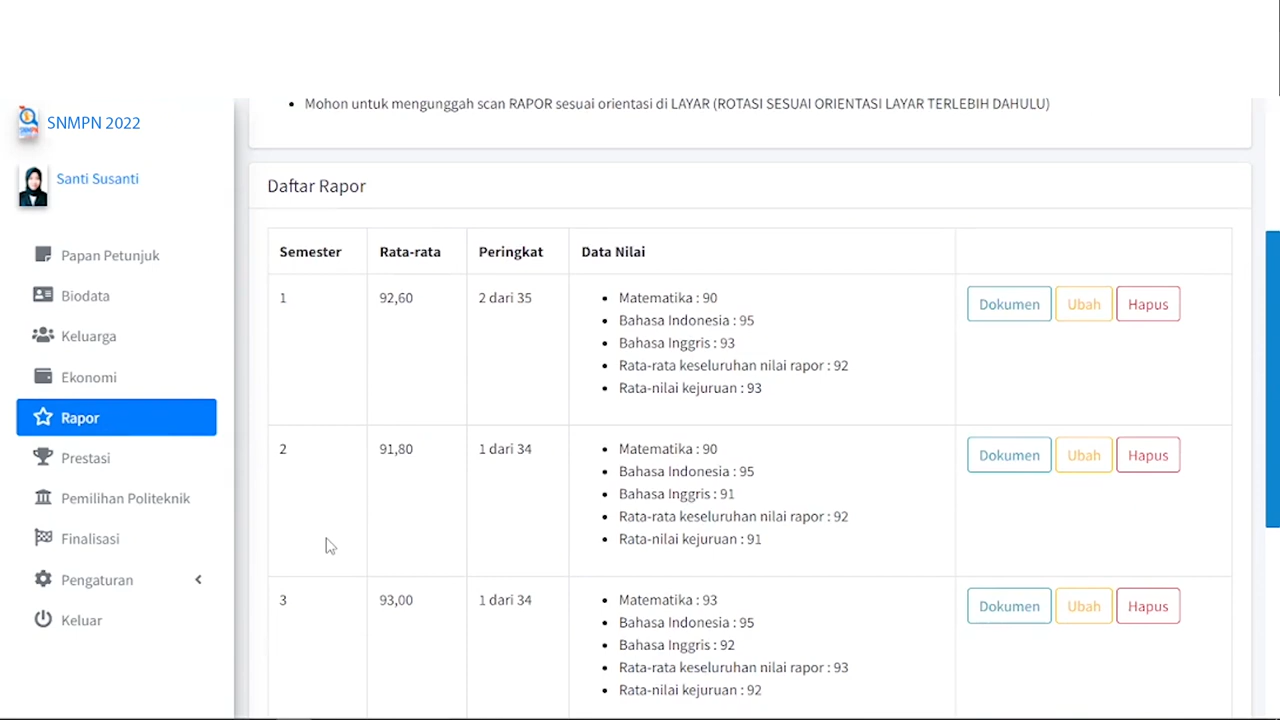 Mohon untuk mengunggah scan RAPOR sesuai orientasi di LAYAR (ROTASI SESUAI ORIENTASI LAYAR TERLEBIH DAHULU)
SNMPN 2022
Santi Susanti
Papan Petunjuk
Biodata
Keluarga
Ekonomi
Rapor
Prestasi
Pemilihan Politeknik
Finalisasi
Pengaturan
Keluar
Daftar Rapor
Semester Rata-rata Peringkat Data Nilai
1 92,60 2 dari 35 Matematika : 90 Dokumen Ubah Hapus
Bahasa Indonesia : 95
Bahasa Inggris : 93
Rata-rata keseluruhan nilai rapor : 92
Rata-nilai kejuruan : 93
2 91,80 1 dari 34 Matematika : 90 Dokumen Ubah Hapus
Bahasa Indonesia : 95
Bahasa Inggris : 91
Rata-rata keseluruhan nilai rapor : 92
Rata-nilai kejuruan : 91
3 93,00 1 dari 34 Matematika : 93 Dokumen Ubah Hapus
Bahasa Indonesia : 95
Bahasa Inggris : 92
Rata-rata keseluruhan nilai rapor : 93
Rata-nilai kejuruan : 92